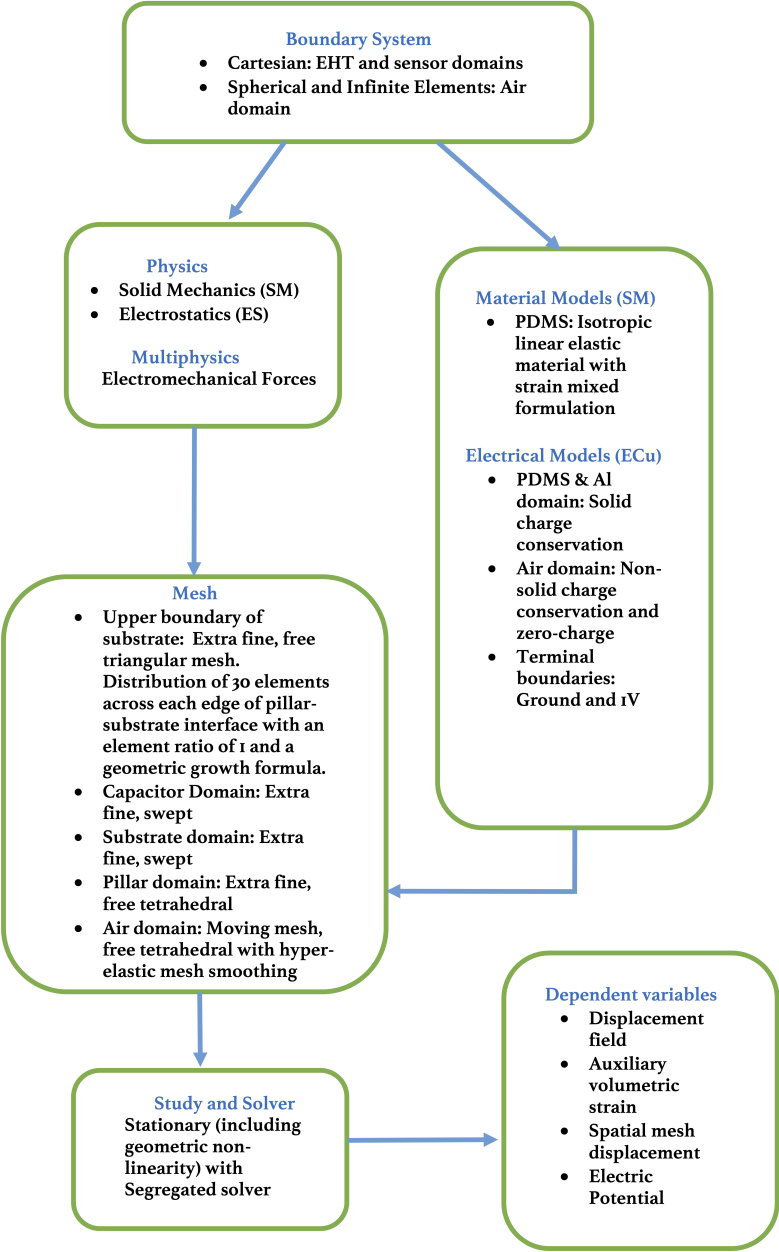 Boundary System
• Cartesian: EHT and sensor domains
• Spherical and Infinite Elements: Air
domain
Physics
• Solid Mechanics (SM)
• Electrostatics (ES)
Multiphysics
Electromechanical Forces
Material Models (SM)
• PDMS: Isotropic
linear elastic
material with
strain mixed
formulation
Electrical Models (ECu)
• PDMS & Al
domain: Solid
charge
conservation
• Air domain: Non-
solid charge
conservation and
zero-charge
• Terminal
boundaries:
Ground and 1V
Mesh
• Upper boundary of
substrate: Extra fine, free
triangular mesh.
Distribution of 30 elements
across each edge of pillar-
substrate interface with an
element ratio of 1 and a
geometric growth formula.
• Capacitor Domain: Extra
fine, swept
• Substrate domain: Extra
fine, swept
• Pillar domain: Extra fine,
free tetrahedral
• Air domain: Moving mesh,
free tetrahedral with hyper-
elastic mesh smoothing
Study and Solver
Stationary (including
geometric non-
linearity) with
Segregated solver
Dependent variables
• Displacement
field
• Auxiliary
volumetric
strain
• Spatial mesh
displacement
• Electric
Potential